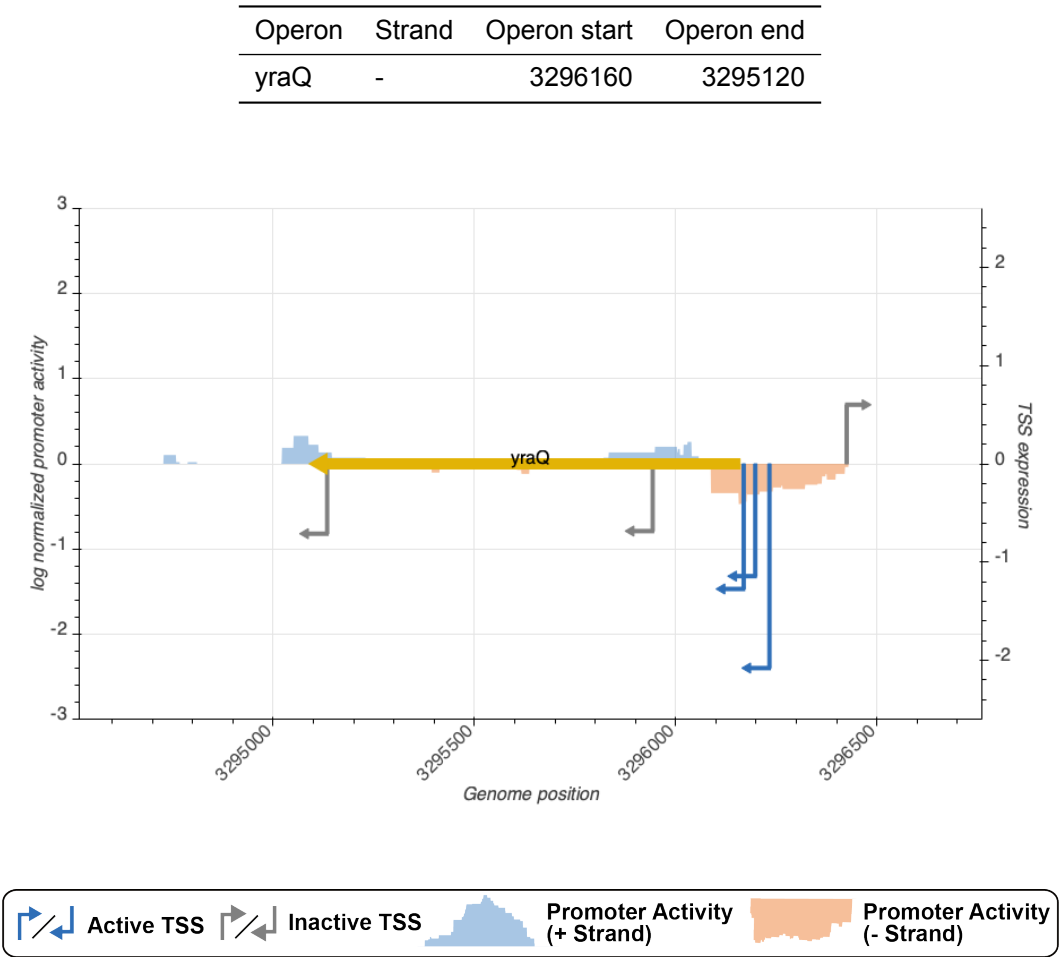 Operon Strand Operon start Operon end
yraQ - 3296160 3295120
3
2
1
0
-1
-2
-3
log normalized promoter activity
yraQ
2
1
0
-1
-2
TSS expression
3295000 3295500 3296000 3296500
Genome position
Active TSS
Inactive TSS
Promoter Activity
(+ Strand)
Promoter Activity
(- Strand)